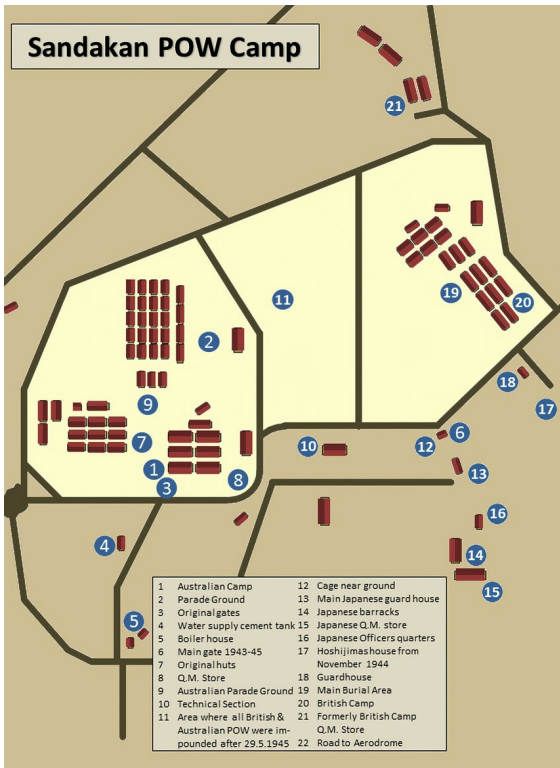 Sandakan POW Camp
21
11
19
20
2
18
17
9
7
10
12
6
1
3
8
13
4
16
14
15
5
1 Australian Camp
2 Parade Ground
3 Original gates
4 Water supply cement tank
5 Boiler house
6 Main gate 1943-45
7 Original huts
8 Q.M. Store
9 Australian Parade Ground
10 Technical Section
11 Area where all British &
Australian POW were im-
pounded after 29.5.1945
12 Cage near ground
13 Main Japanese guard house
14 Japanese barracks
15 Japanese Q.M. store
16 Japanese Officers quarters
17 Hoshijimas house from
November 1944
18 Guardhouse
19 Main Burial Area
20 British Camp
21 Formerly British Camp
Q.M. Store
22 Road to Aerodrome